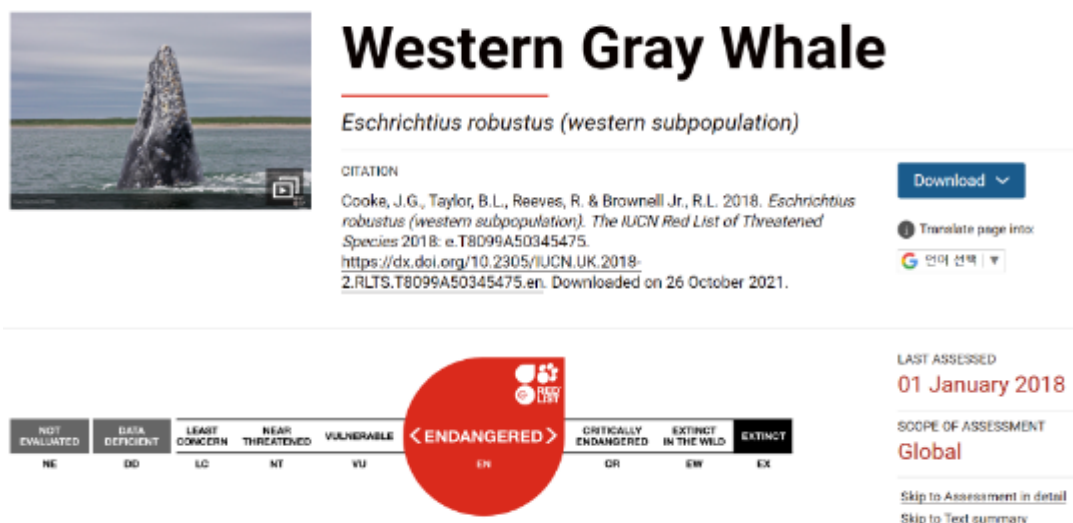 Western Gray Whale
Eschrichtius robustus (western subpopulation)
CITATION
Cooke, J.G., Taylor, B.L., Reeves, R. & Brownell Jr., R.L. 2018. Eschrichtius
robustus (western subpopulation). The IUCN Red List of Threatened
Species 2018: e.T8099A50345475.
https://dx.doi.org/10.2305/IUCN.UK.2018-
2.RLTS.T8099A50345475.en. Downloaded on 26 October 2021.
Download
Translate page into:
언어 선택
RED
LIST
NOT
EVALUATED
NE
DATA
DEFICIENT
DD
LEAST
CONCERN
LC
NEAR
THREATENED
NT
VULNERABLE
VU
<ENDANGERED>
EN
CRITICALLY
ENDANGERED
CR
EXTINCT
IN THE WILD
EW
EXTINCT
EX
LAST ASSESSED
01 January 2018
SCOPE OF ASSESSMENT
Global
Skip to Assessment in detail
Skip to Text summary